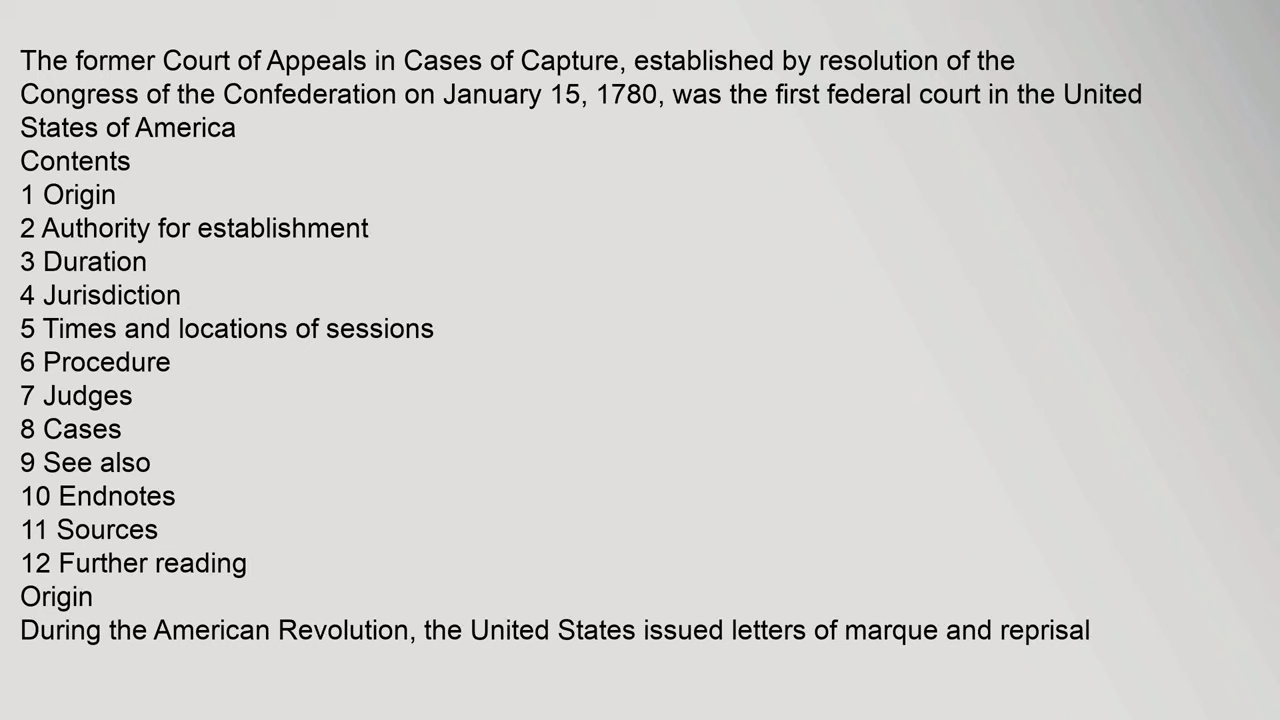 The former Court of Appeals in Cases of Capture, established by resolution of the
Congress of the Confederation on January 15, 1780, was the first federal court in the United
States of America
Contents
1 Origin
2 Authority for establishment
3 Duration
4 Jurisdiction
5 Times and locations of sessions
6 Procedure
7 Judges
8 Cases
9 See also
10 Endnotes
11 Sources
12 Further reading
Origin
During the American Revolution, the United States issued letters of marque and reprisal